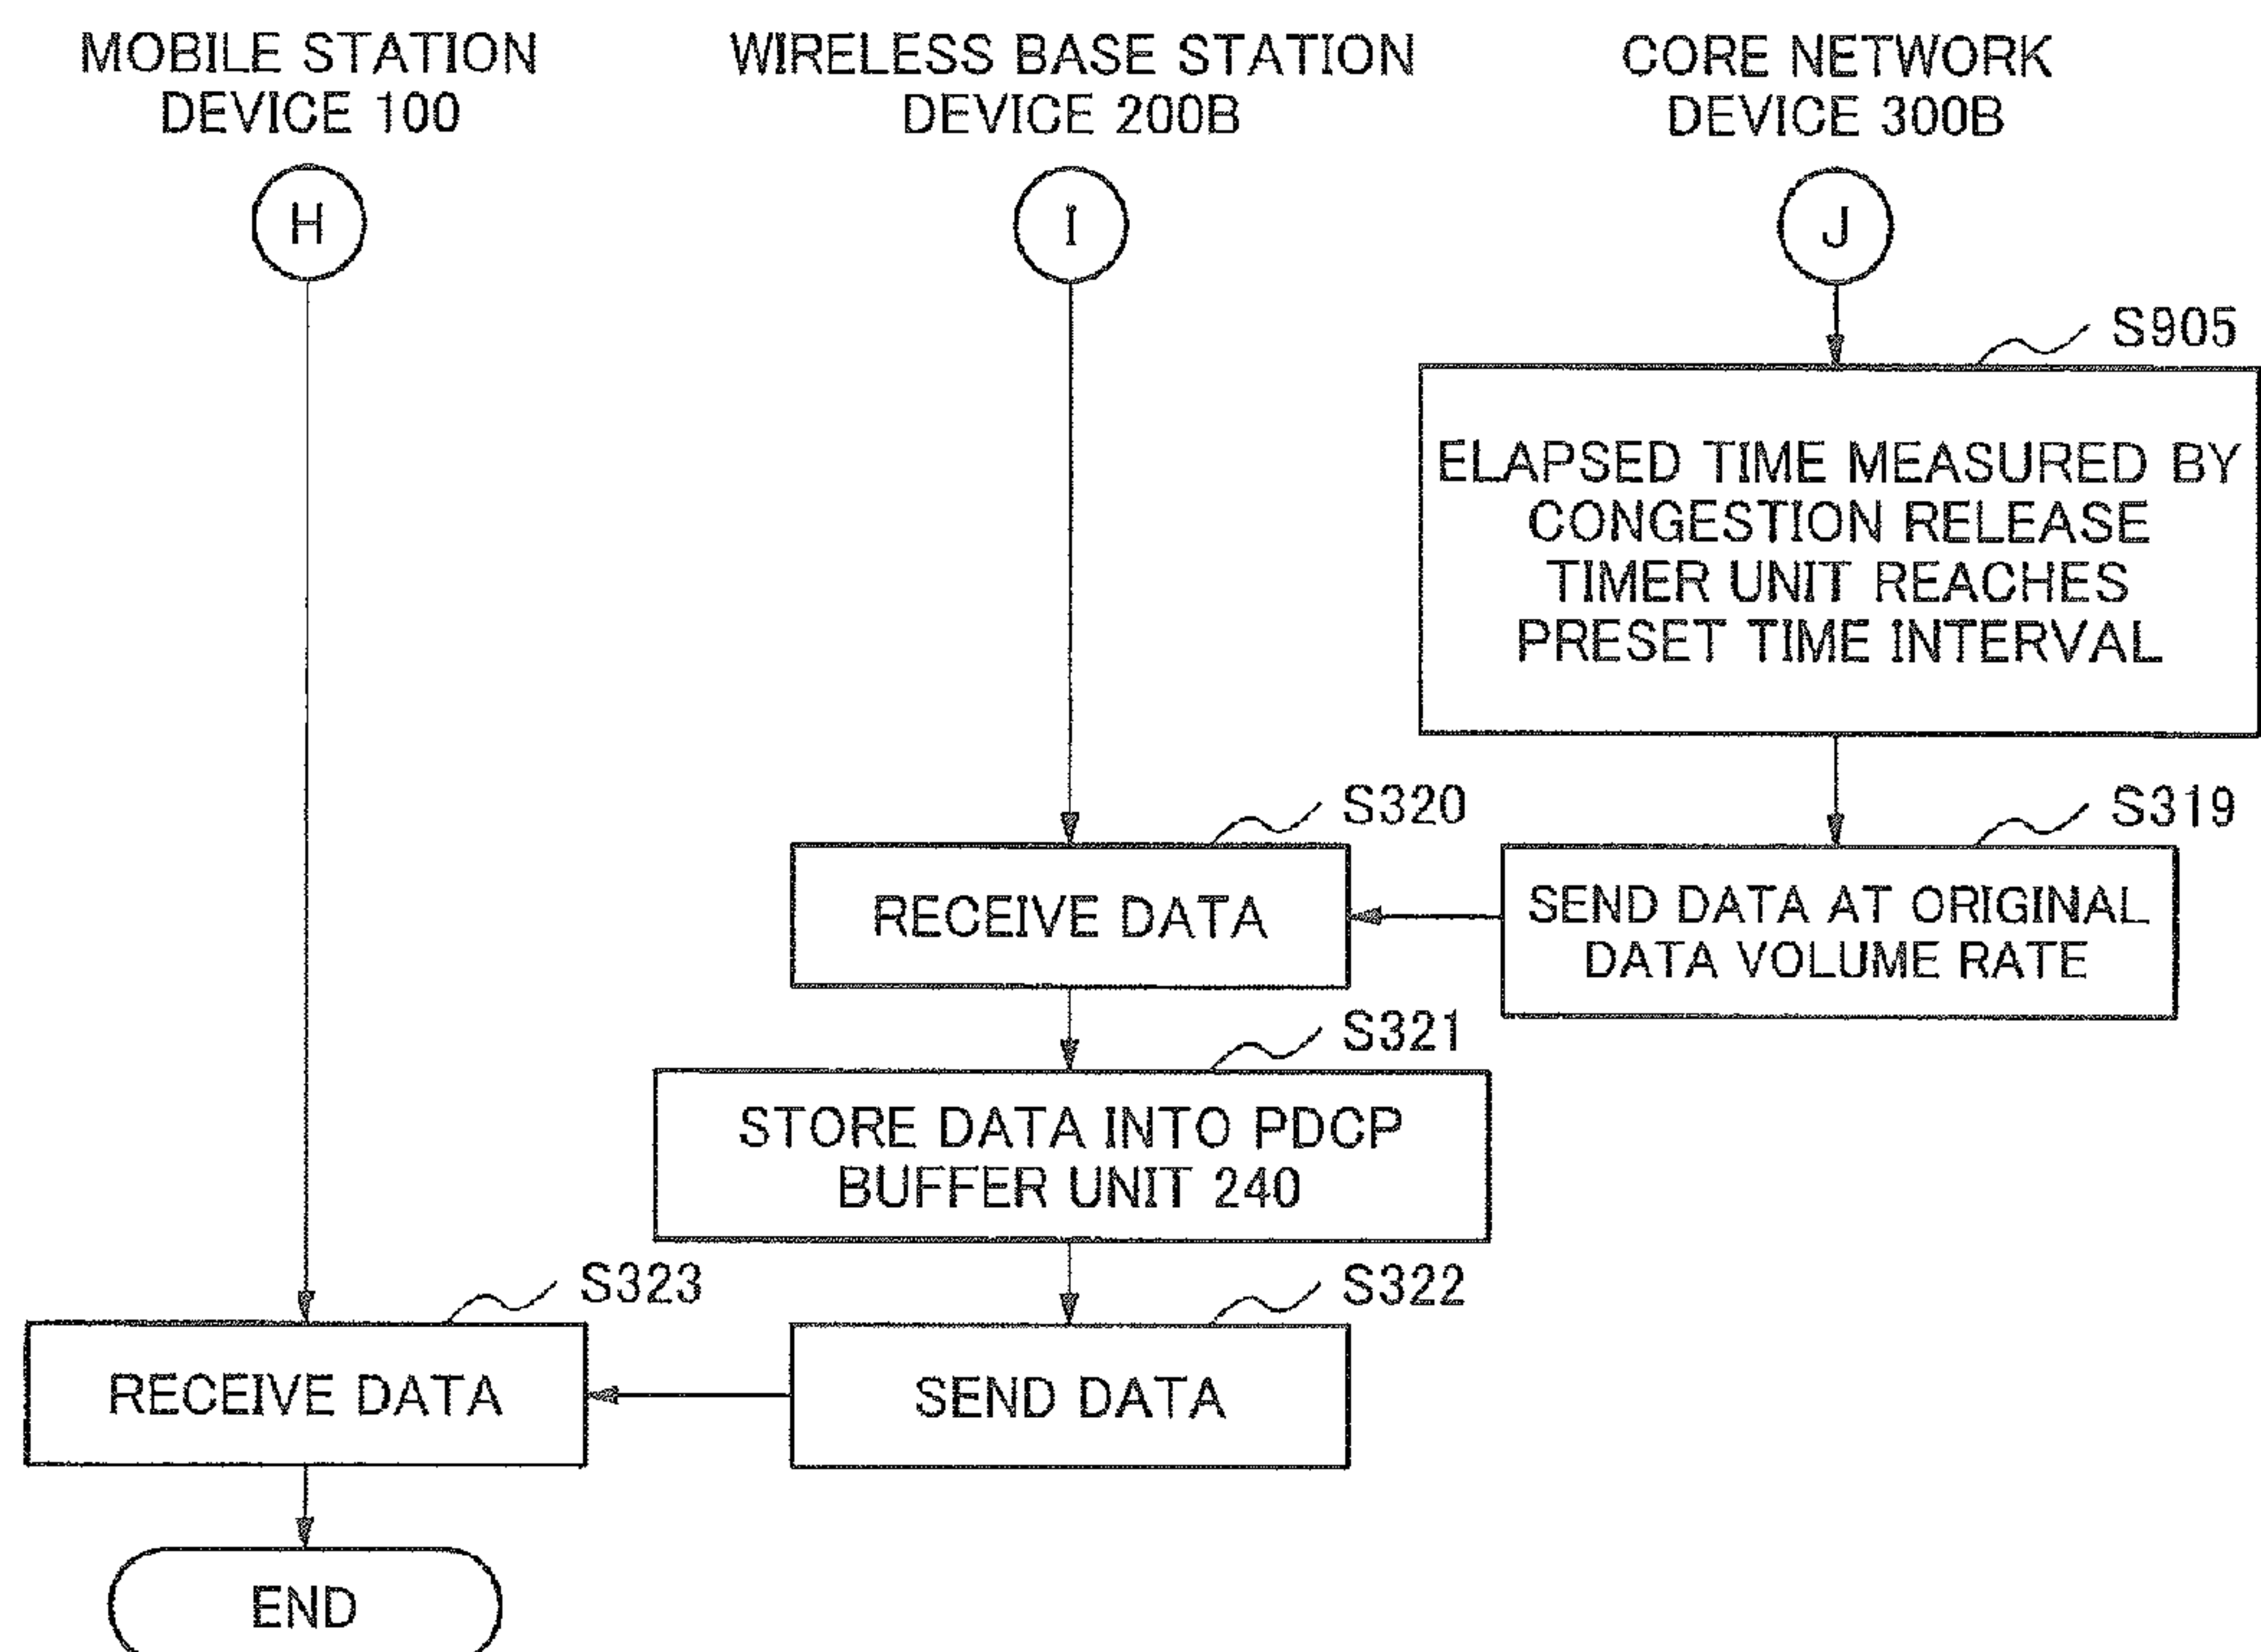 MOBILE STATION
DEVICE 100
WIRELESS BASE STATION
DEVICE 200B
CORE NETWORK
DEVICE 300B
H
I
J
S905
ELAPSED TIME MEASURED BY
CONGESTION RELEASE
TIMER UNIT REACHES
PRESET TIME INTERVAL
S320
S319
RECEIVE DATA
SEND DATA AT ORIGINAL
DATA VOLUME RATE
S321
STORE DATA INTO PDCP
BUFFER UNIT 240
S323
S322
RECEIVE DATA
SEND DATA
END